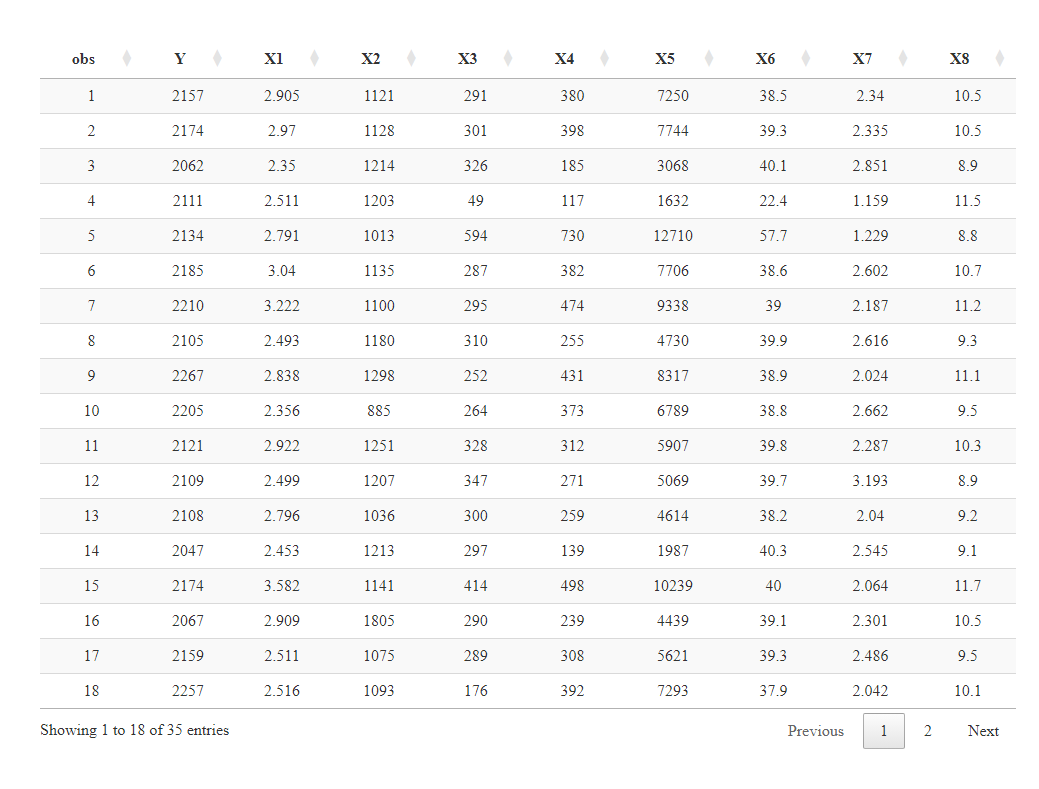 obs Y X1 X2 X3 X4 X5 X6 X7 X8
1 2157 2.905 1121 291 380 7250 38.5 2.34 10.5
2 2174 2.97 1128 301 398 7744 39.3 2.335 10.5
3 2062 2.35 1214 326 185 3068 40.1 2.851 8.9
4 2111 2.511 1203 49 117 1632 22.4 1.159 11.5
5 2134 2.791 1013 594 730 12710 57.7 1.229 8.8
6 2185 3.04 1135 287 382 7706 38.6 2.602 10.7
7 2210 3.222 1100 295 474 9338 39 2.187 11.2
8 2105 2.493 1180 310 255 4730 39.9 2.616 9.3
9 2267 2.838 1298 252 431 8317 38.9 2.024 11.1
10 2205 2.356 885 264 373 6789 38.8 2.662 9.5
11 2121 2.922 1251 328 312 5907 39.8 2.287 10.3
12 2109 2.499 1207 347 271 5069 39.7 3.193 8.9
13 2108 2.796 1036 300 259 4614 38.2 2.04 9.2
14 2047 2.453 1213 297 139 1987 40.3 2.545 9.1
15 2174 3.582 1141 414 498 10239 40 2.064 11.7
16 2067 2.909 1805 290 239 4439 39.1 2.301 10.5
17 2159 2.511 1075 289 308 5621 39.3 2.486 9.5
18 2257 2.516 1093 176 392 7293 37.9 2.042 10.1
Showing 1 to 18 of 35 entries Previous 1 2 Next